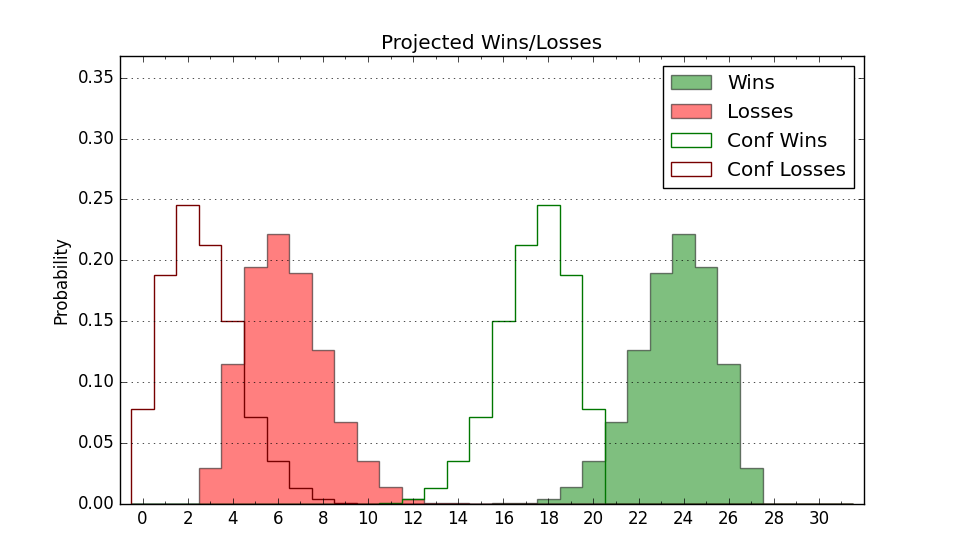 Projected Wins/Losses
Wins
Losses
Conf Wins
Conf Losses
Probability
0.35
0.30
0.25
0.20
0.15
0.10
0.05
0.00
0 2 4 6 8 10 12 14 16 18 20 22 24 26 28 30